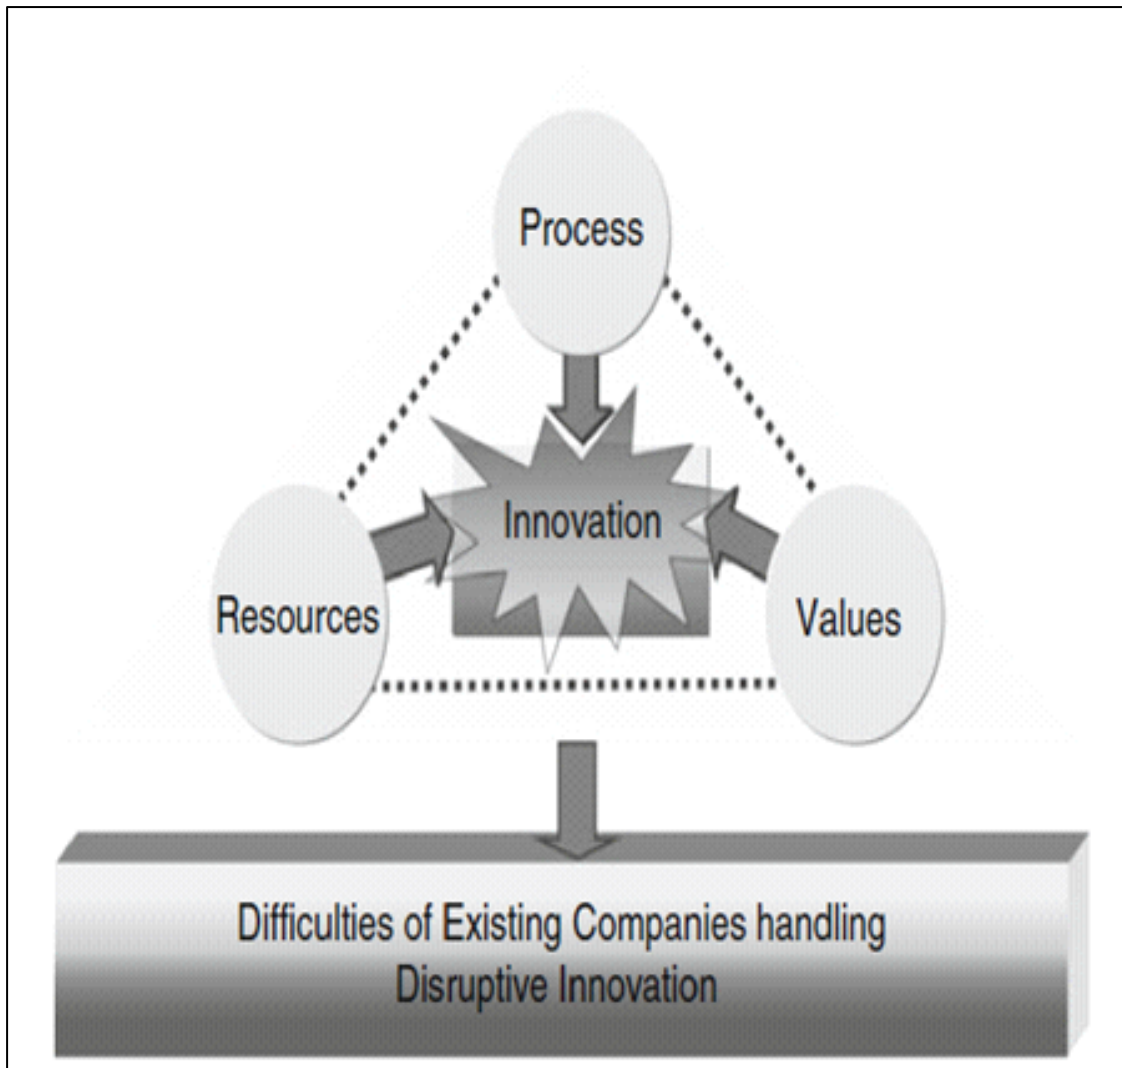 Process
Innovation
Resources
Values
Difficulties of Existing Companies handling
Disruptive Innovation